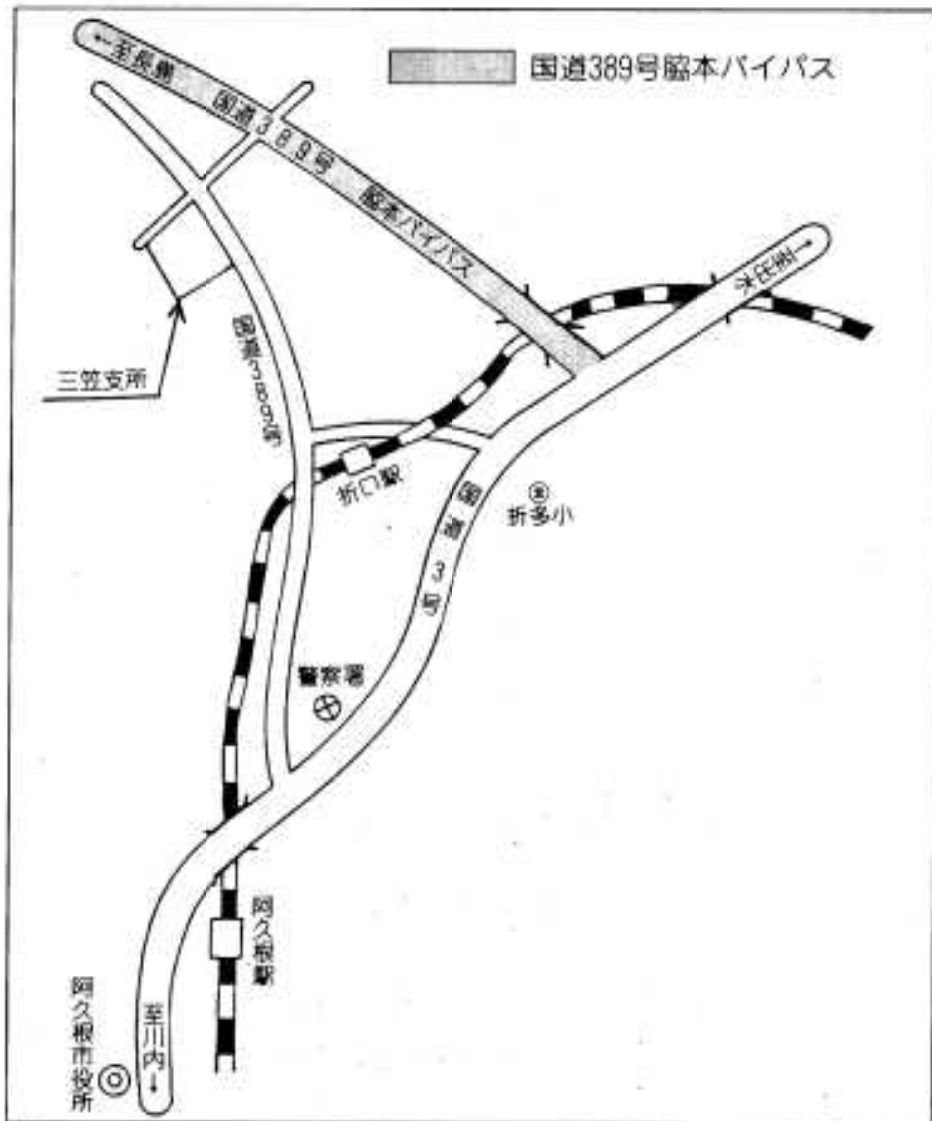 国道389号脇本バイパス
←至長島 国道389号 脇本バイパス
至出水→
三笠支所
国道389号
折口駅
折多小
国道3号
警察署
阿久根駅
阿久根市役所
至川内→